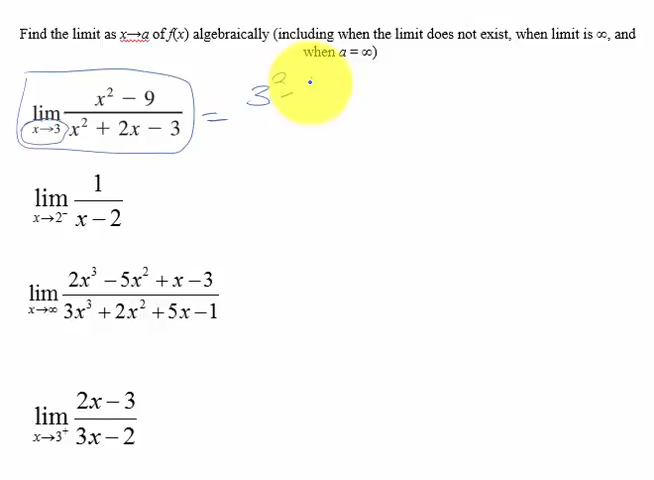 Find the limit as x→a of f(x) algebraically (including when the limit does not exist, when limit is ∞, and
when a = ∞)
lim x→3 (x² − 9)/(x² + 2x − 3) = 3² −
lim x→2⁻ 1/(x − 2)
lim x→∞ (2x³ − 5x² + x − 3)/(3x³ + 2x² + 5x − 1)
lim x→3⁺ (2x − 3)/(3x − 2)